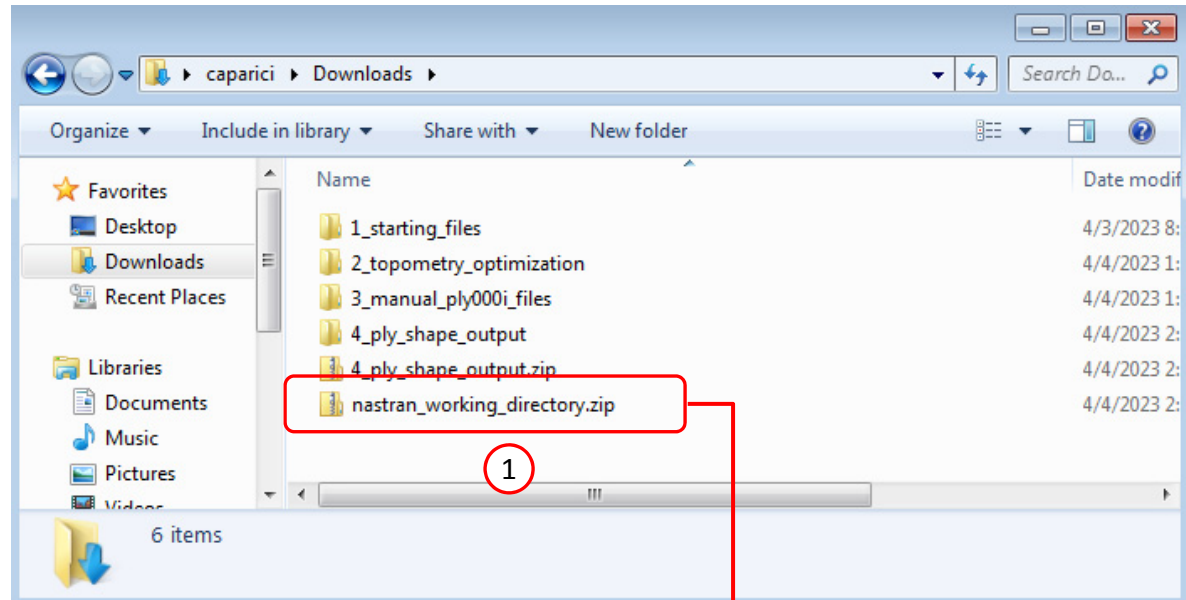 caparici Downloads
Search Do...
Organize Include in library Share with New folder
Name Date modif
Favorites
Desktop
Downloads
Recent Places
Libraries
Documents
Music
Pictures
Videos
1_starting_files 4/3/2023 8:
2_topometry_optimization 4/4/2023 1:
3_manual_ply000i_files 4/4/2023 1:
4_ply_shape_output 4/4/2023 2:
4_ply_shape_output.zip 4/4/2023 2:
nastran_working_directory.zip 4/4/2023 2:
1
6 items